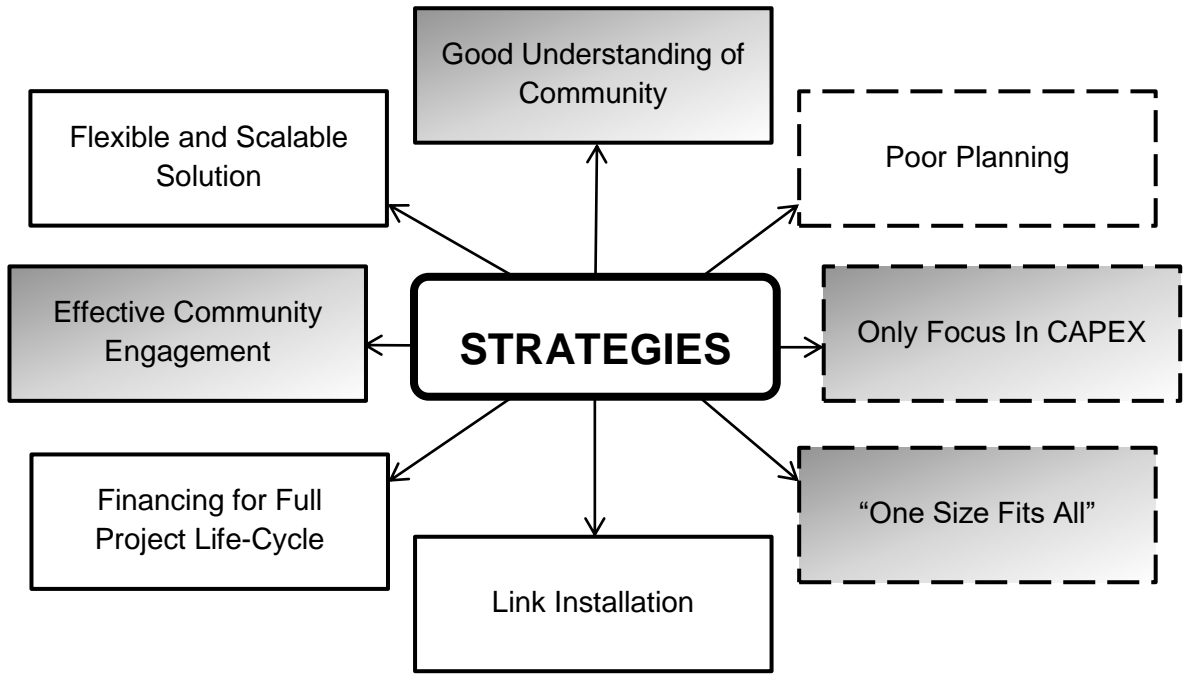 Good Understanding of
Community
Flexible and Scalable
Solution
Poor Planning
Effective Community
Engagement
STRATEGIES
Only Focus In CAPEX
Financing for Full
Project Life-Cycle
“One Size Fits All”
Link Installation